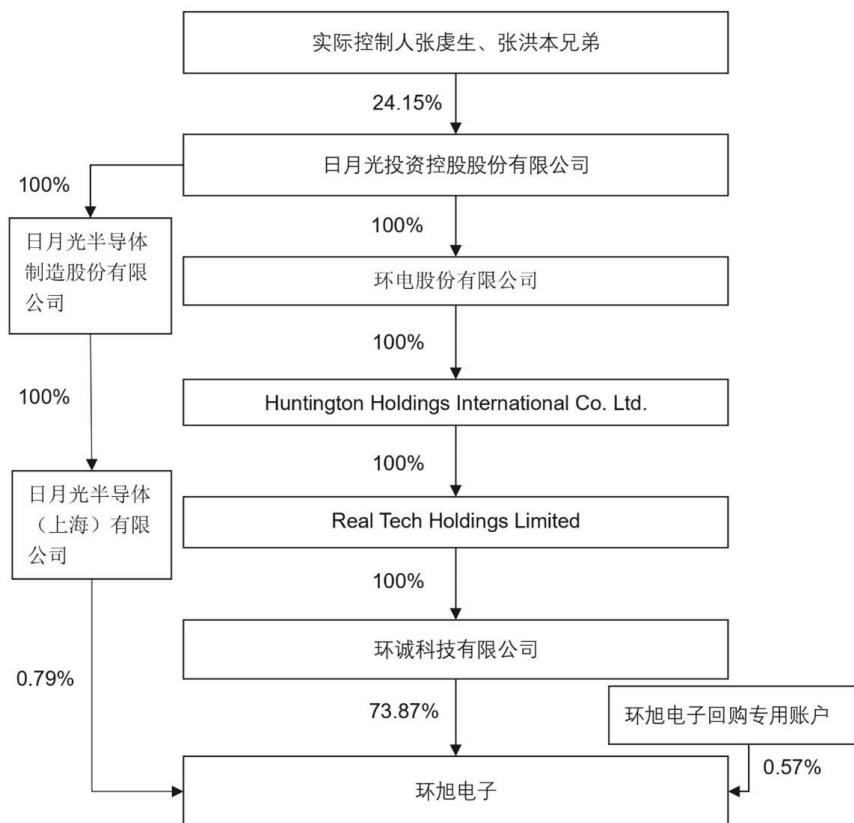 实际控制人张虔生、张洪本兄弟
24.15%
日月光投资控股股份有限公司
100%
100%
日月光半导体
制造股份有限
公司
环电股份有限公司
100%
100%
Huntington Holdings International Co. Ltd.
100%
日月光半导体
（上海）有限
公司
Real Tech Holdings Limited
100%
环诚科技有限公司
0.79%
73.87%
环旭电子回购专用账户
0.57%
环旭电子